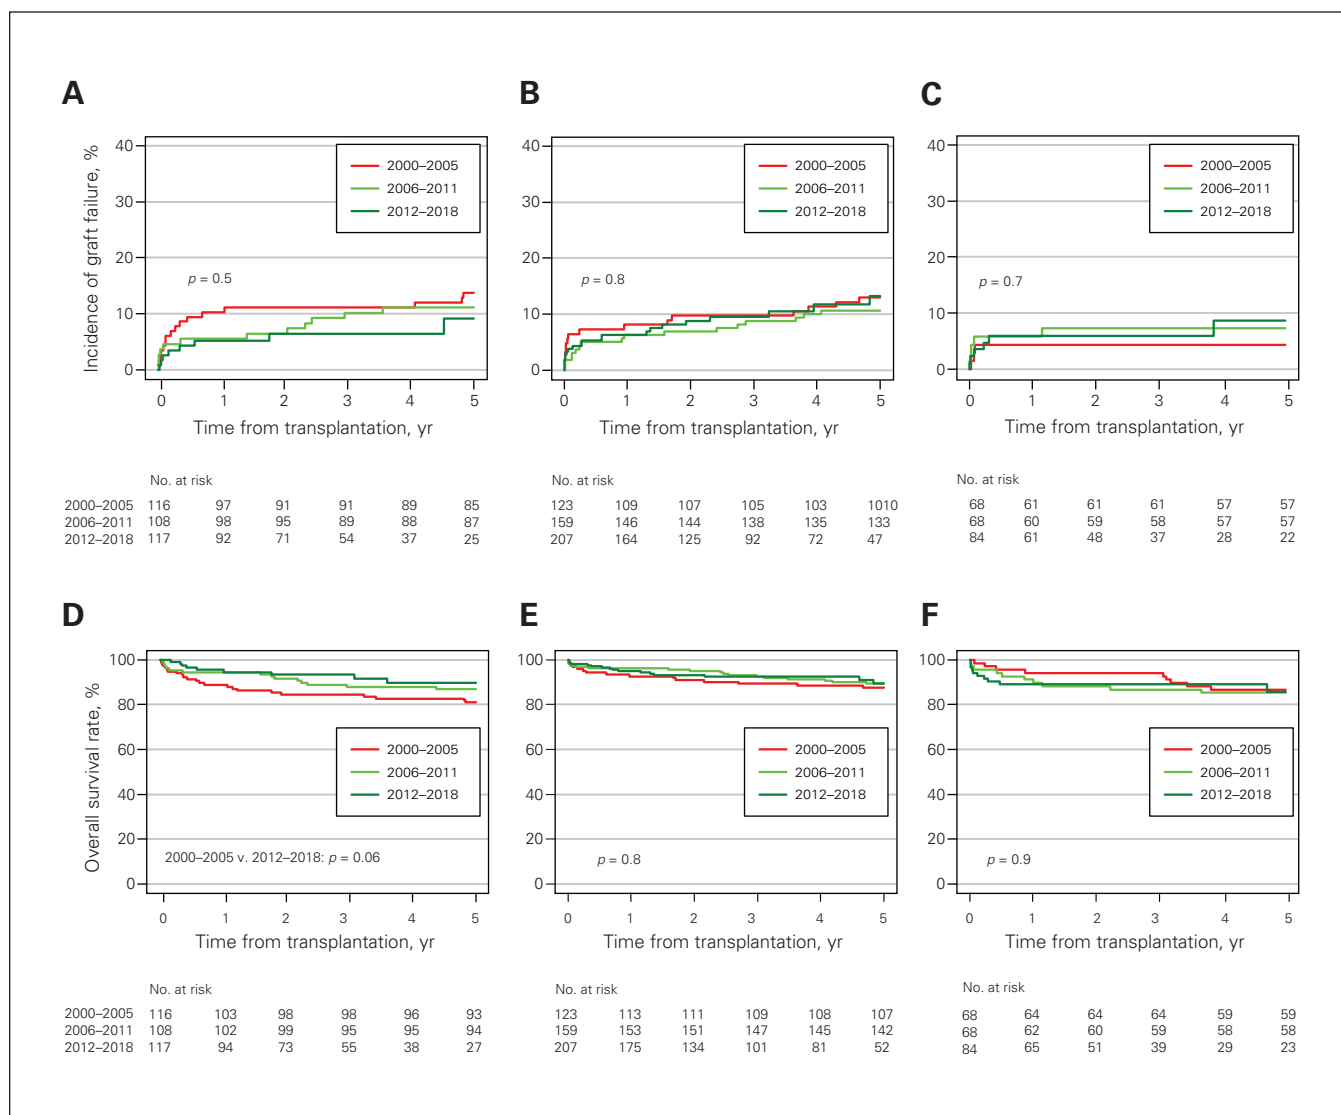 A
Incidence of graft failure, %
40
30
20
10
0
2000–2005
2006–2011
2012–2018
p = 0.5
0 1 2 3 4 5
Time from transplantation, yr
No. at risk
2000–2005 116 97 91 91 89 85
2006–2011 108 98 95 89 88 87
2012–2018 117 92 71 54 37 25
B
40
30
20
10
0
2000–2005
2006–2011
2012–2018
p = 0.8
0 1 2 3 4 5
Time from transplantation, yr
No. at risk
123 109 107 105 103 1010
159 146 144 138 135 133
207 164 125 92 72 47
C
40
30
20
10
0
2000–2005
2006–2011
2012–2018
p = 0.7
0 1 2 3 4 5
Time from transplantation, yr
No. at risk
68 61 61 61 57 57
68 60 59 58 57 57
84 61 48 37 28 22
D
Overall survival rate, %
100
80
60
40
20
0
2000–2005
2006–2011
2012–2018
2000–2005 v. 2012–2018: p = 0.06
0 1 2 3 4 5
Time from transplantation, yr
No. at risk
2000–2005 116 103 98 98 96 93
2006–2011 108 102 99 95 95 94
2012–2018 117 94 73 55 38 27
E
100
80
60
40
20
0
2000–2005
2006–2011
2012–2018
p = 0.8
0 1 2 3 4 5
Time from transplantation, yr
No. at risk
123 113 111 109 108 107
159 153 151 147 145 142
207 175 134 101 81 52
F
100
80
60
40
20
0
2000–2005
2006–2011
2012–2018
p = 0.9
0 1 2 3 4 5
Time from transplantation, yr
No. at risk
68 64 64 64 59 59
68 62 60 59 58 58
84 65 51 39 29 23